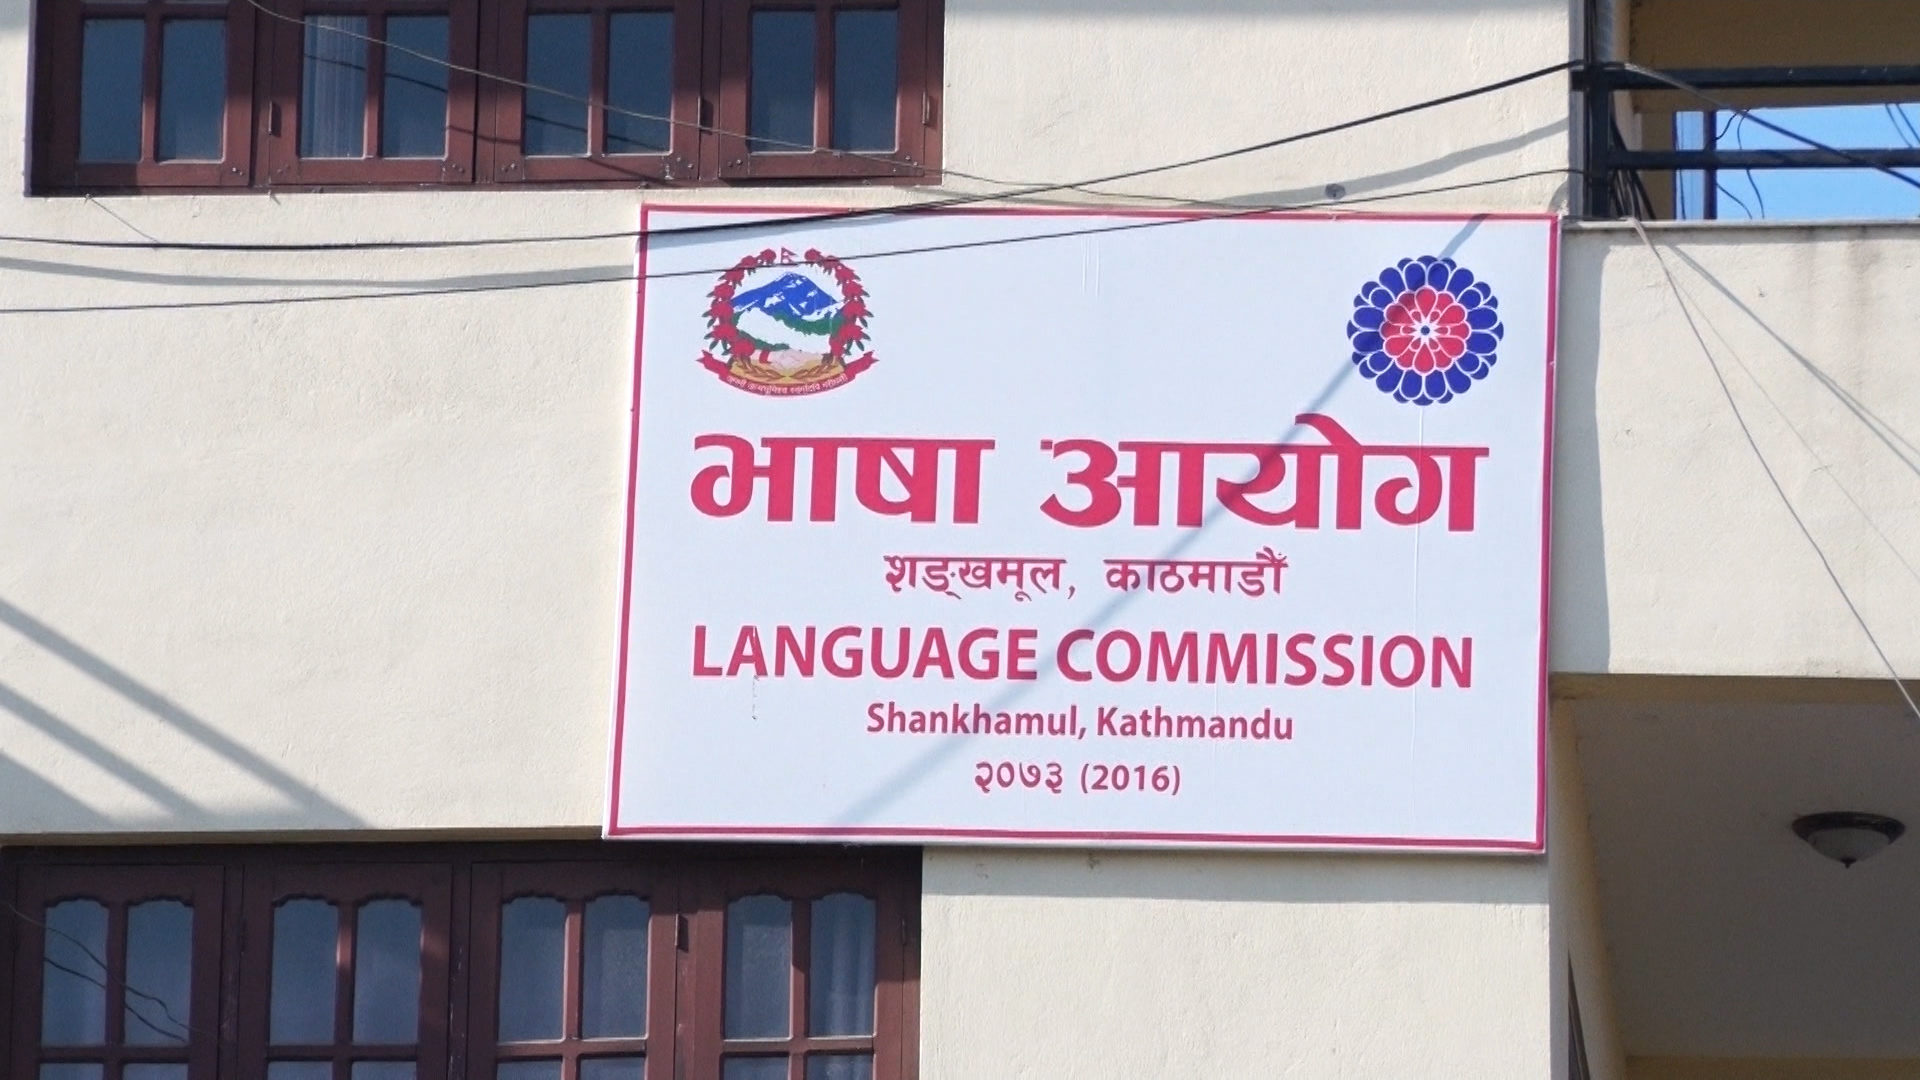 भाषा आयोग
शङ्खमूल, काठमाडौँ
LANGUAGE COMMISSION
Shankhamul, Kathmandu
२०७३ (2016)